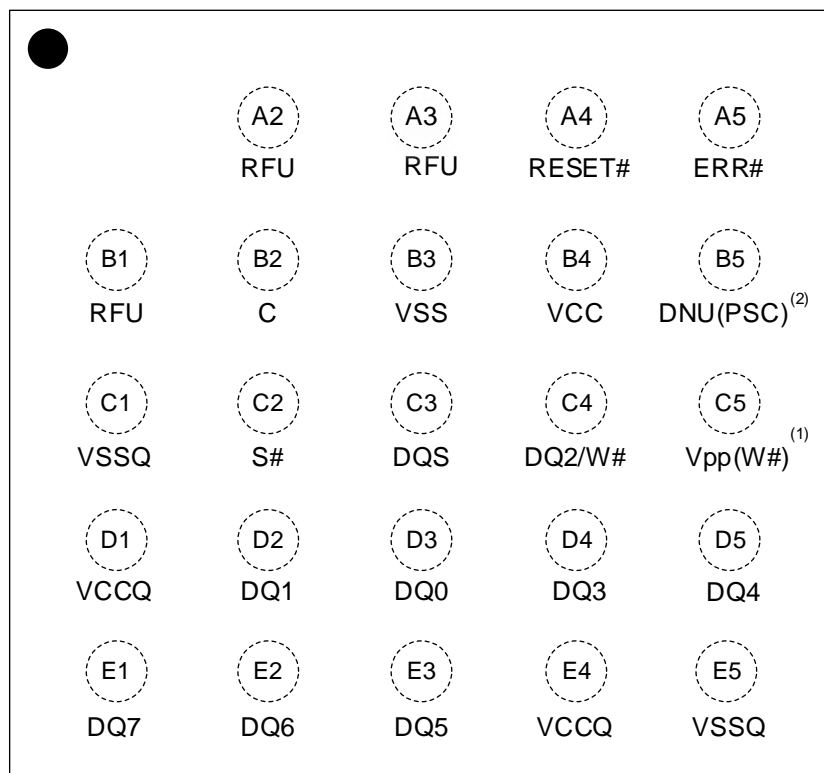 A2 A3 A4 A5
RFU RFU RESET# ERR#
B1 B2 B3 B4 B5
RFU C VSS VCC DNU(PSC)(2)
C1 C2 C3 C4 C5
VSSQ S# DQS DQ2/W# Vpp(W#)(1)
D1 D2 D3 D4 D5
VCCQ DQ1 DQ0 DQ3 DQ4
E1 E2 E3 E4 E5
DQ7 DQ6 DQ5 VCCQ VSSQ